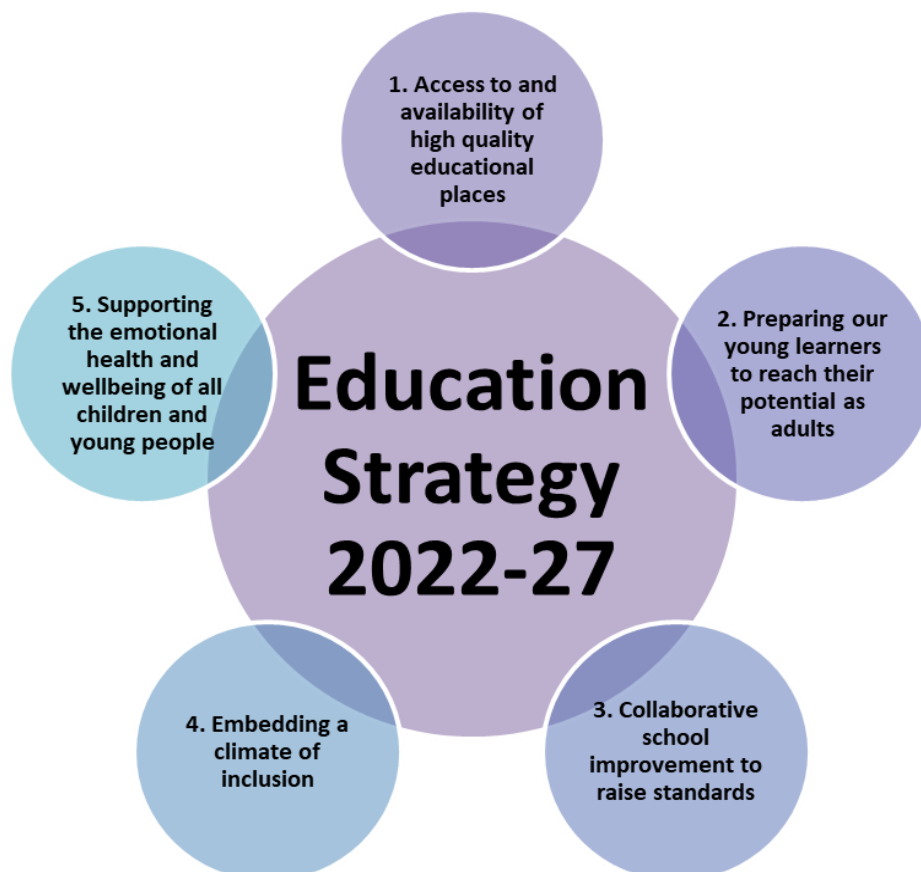 1. Access to and
availability of
high quality
educational
places
2. Preparing our
young learners
to reach their
potential as
adults
3. Collaborative
school
improvement to
raise standards
4. Embedding a
climate of
inclusion
5. Supporting
the emotional
health and
wellbeing of all
children and
young people
Education
Strategy
2022-27